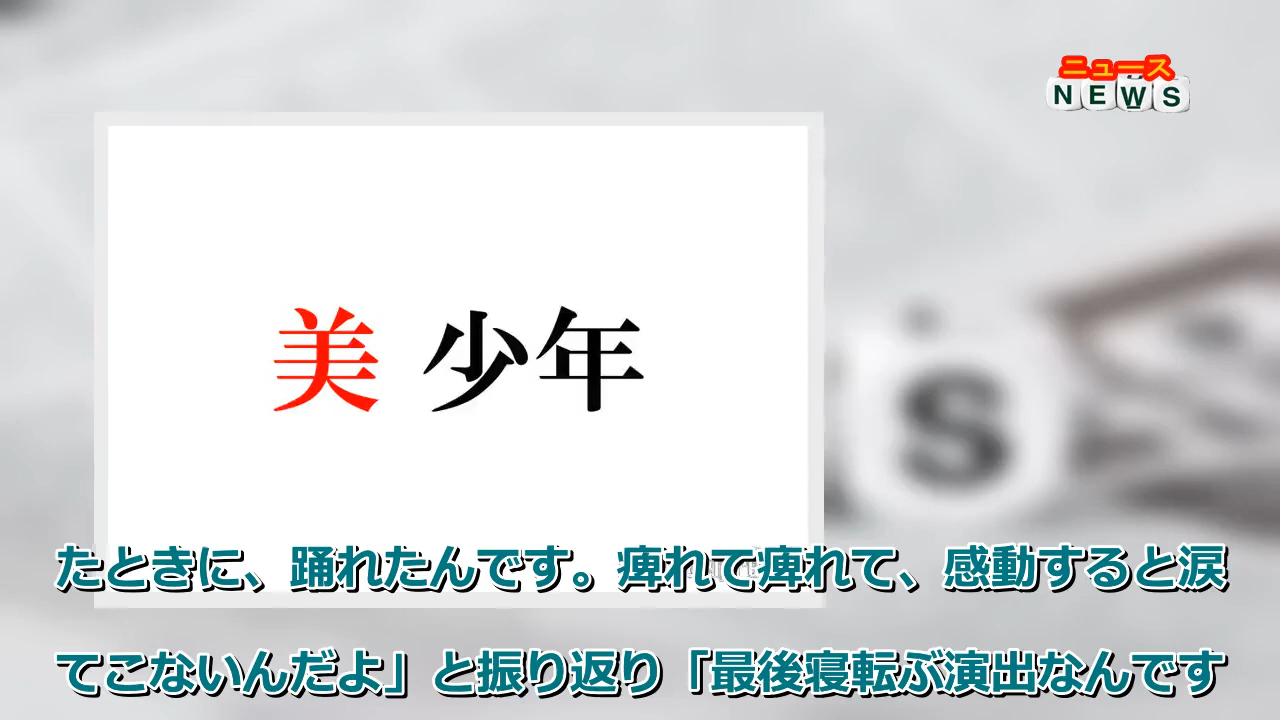 ニュース
NEWS
美 少年
S
たときに、踊れたんです。痺れて痺れて、感動すると涙
てこないんだよ」と振り返り「最後寝転ぶ演出なんです